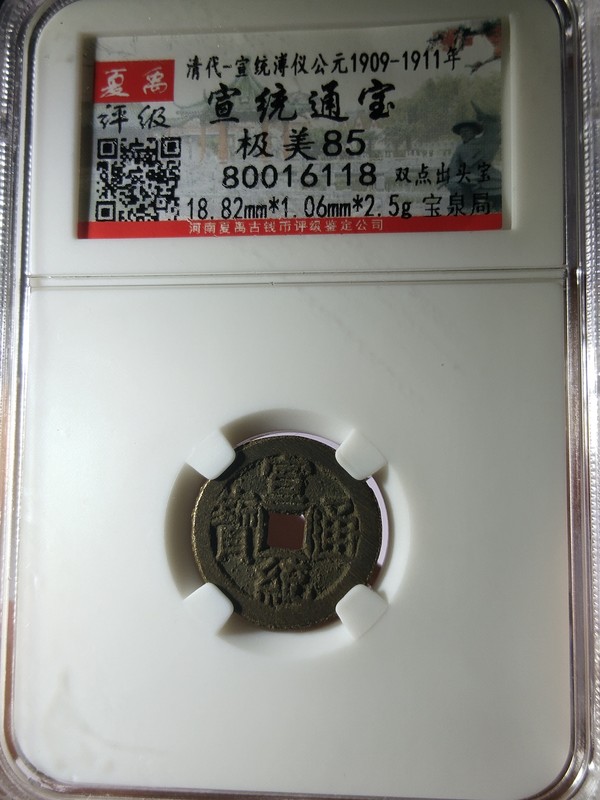 夏禹
评级
清代-宣统溥仪公元1909-1911年
宣统通宝
极美85
80016118 双点出头宝
18.82mm*1.06mm*2.5g 宝泉局
河南夏禹古钱币评级鉴定公司
宣
統
通
寶